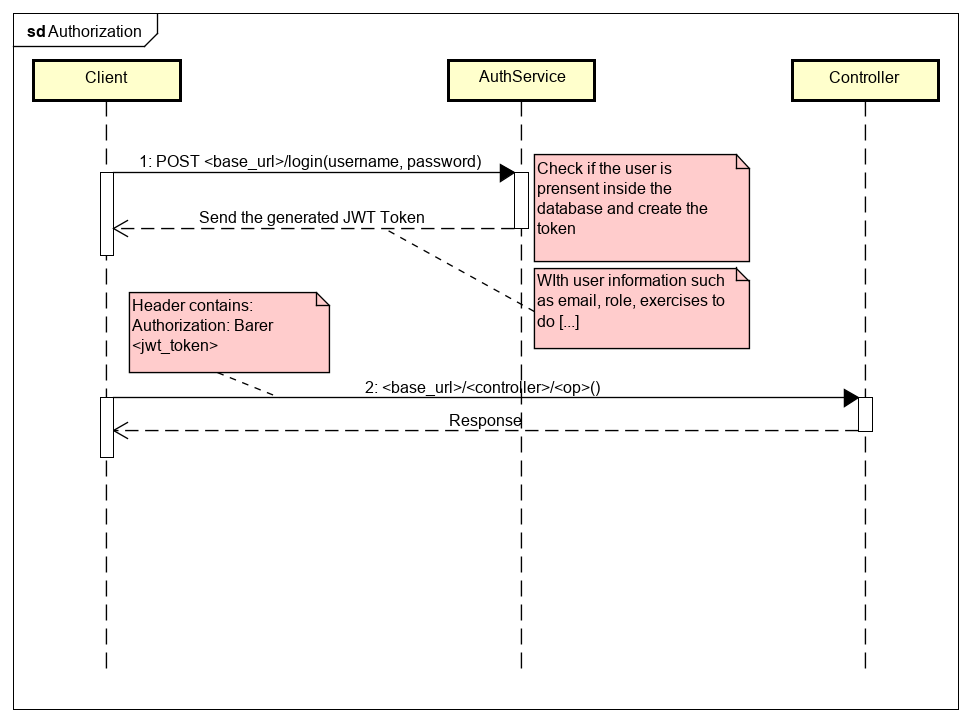 sd Authorization
Client
AuthService
Controller
1: POST <base_url>/login(username, password)
Check if the user is
prensent inside the
database and create the
token
Send the generated JWT Token
WIth user information such
as email, role, exercises to
do [...]
Header contains:
Authorization: Barer
<jwt_token>
2: <base_url>/<controller>/<op>()
Response